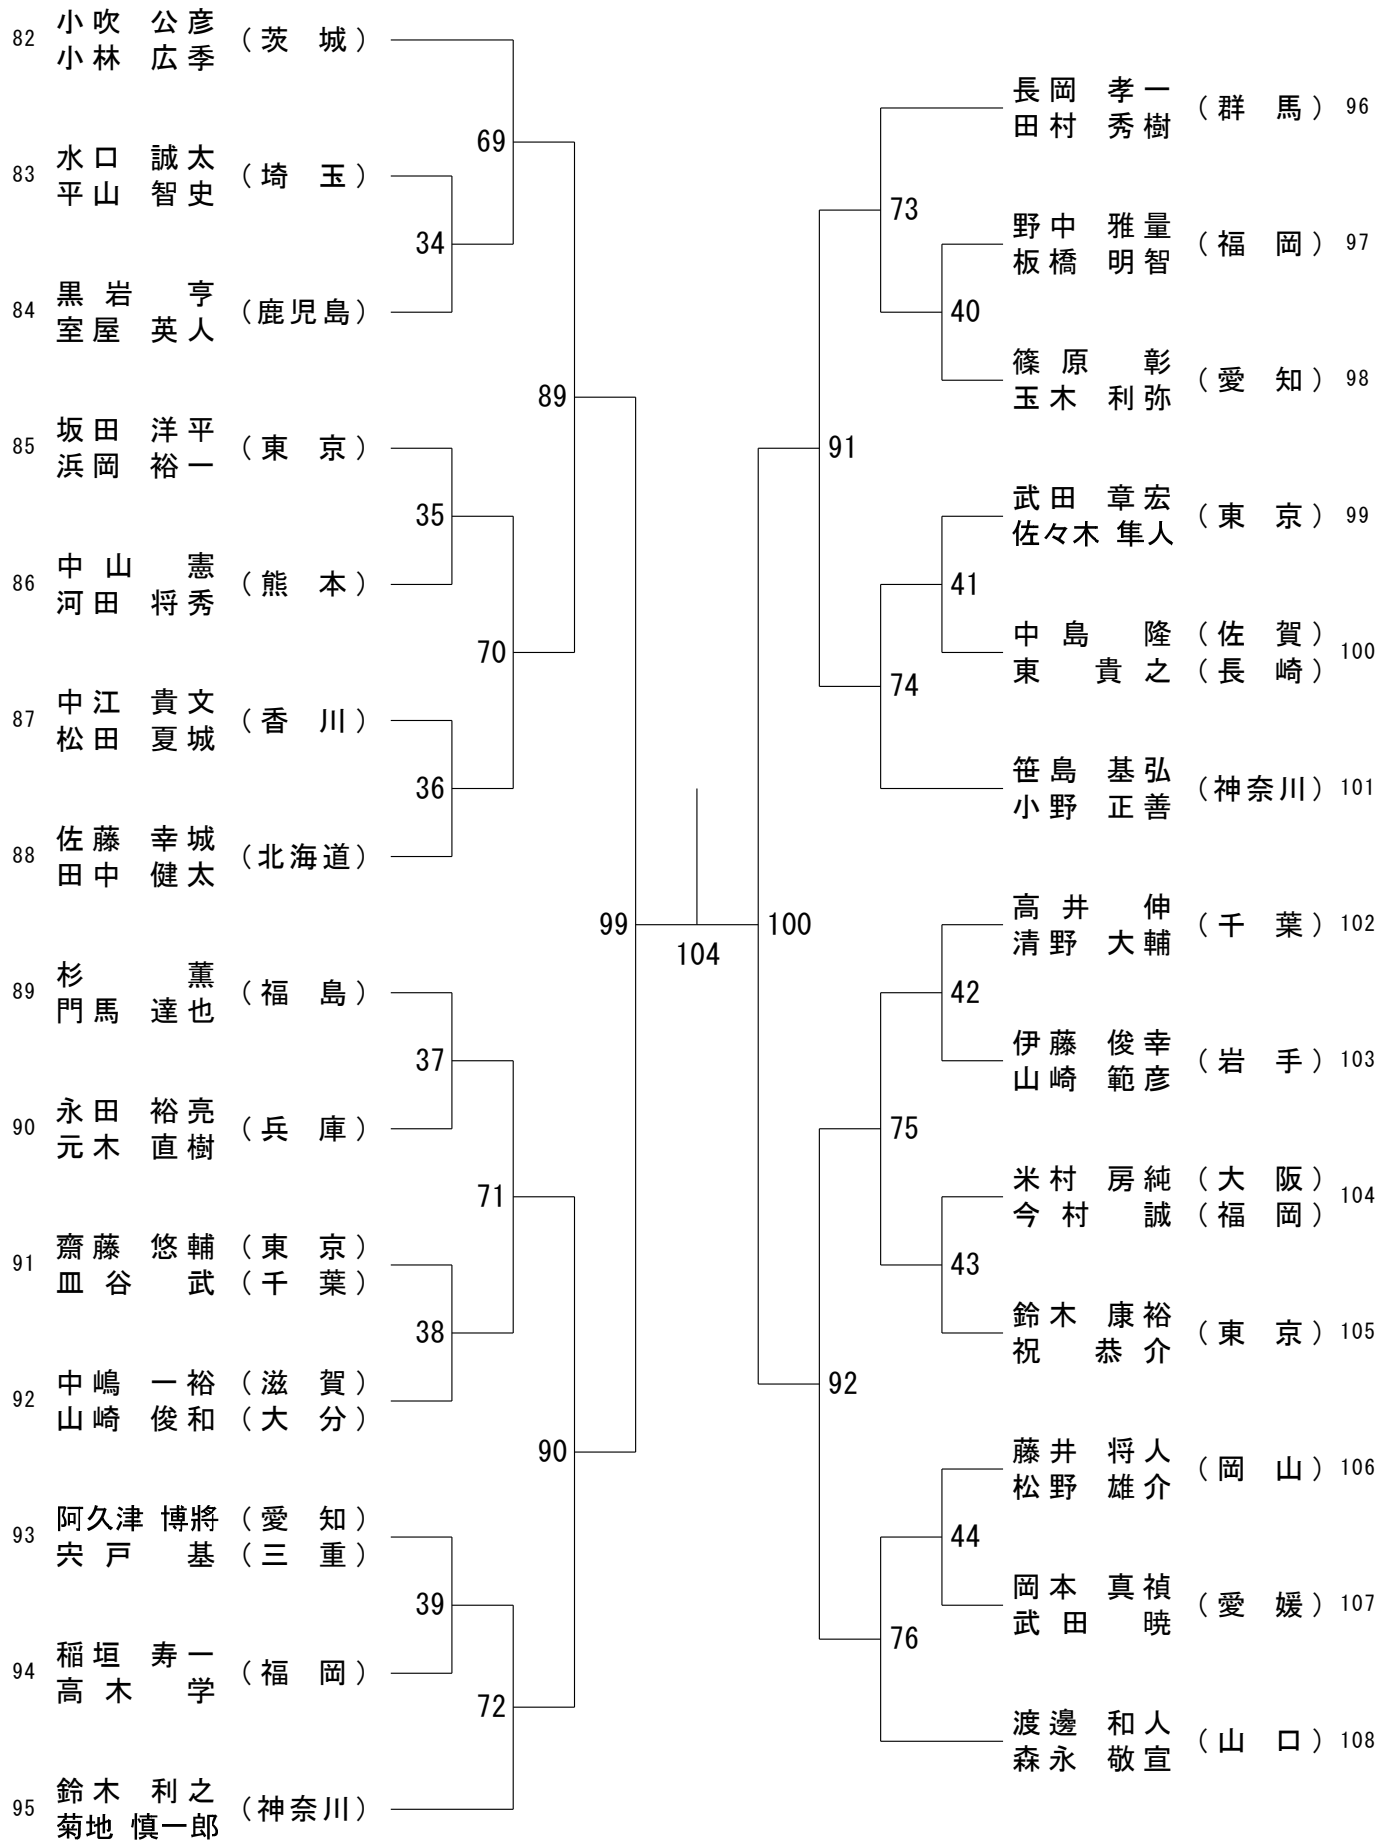 82 小吹 公彦 (茨 城)
小林 広季
83 水口 誠太 (埼 玉)
平山 智史
84 黒岩 亨 (鹿児島)
室屋 英人
85 坂田 洋平 (東 京)
浜岡 裕一
86 中山 憲 (熊 本)
河田 将秀
87 中江 貴文 (香 川)
松田 夏城
88 佐藤 幸城 (北海道)
田中 健太
89 杉 薫 (福 島)
門馬 達也
90 永田 裕亮 (兵 庫)
元木 直樹
91 齋藤 悠輔 (東 京)
皿谷 武 (千 葉)
92 中嶋 一裕 (滋 賀)
山崎 俊和 (大 分)
93 阿久津 博將 (愛 知)
宍戸 基 (三 重)
94 稲垣 寿一 (福 岡)
高木 学
95 鈴木 利之 (神奈川)
菊地 慎一郎
69
34
89
35
70
36
99
37
71
38
90
39
72
104
100
73
40
91
41
74
42
75
43
92
44
76
長岡 孝一 (群 馬) 96
田村 秀樹
野中 雅量 (福 岡) 97
板橋 明智
篠原 彰 (愛 知) 98
玉木 利弥
武田 章宏 (東 京) 99
佐々木 隼人
中島 隆 (佐 賀) 100
東 貴之 (長 崎)
笹島 基弘 (神奈川) 101
小野 正善
高井 伸 (千 葉) 102
清野 大輔
伊藤 俊幸 (岩 手) 103
山崎 範彦
米村 房純 (大 阪) 104
今村 誠 (福 岡)
鈴木 康裕 (東 京) 105
祝 恭介
藤井 将人 (岡 山) 106
松野 雄介
岡本 真禎 (愛 媛) 107
武田 暁
渡邊 和人 (山 口) 108
森永 敬宣